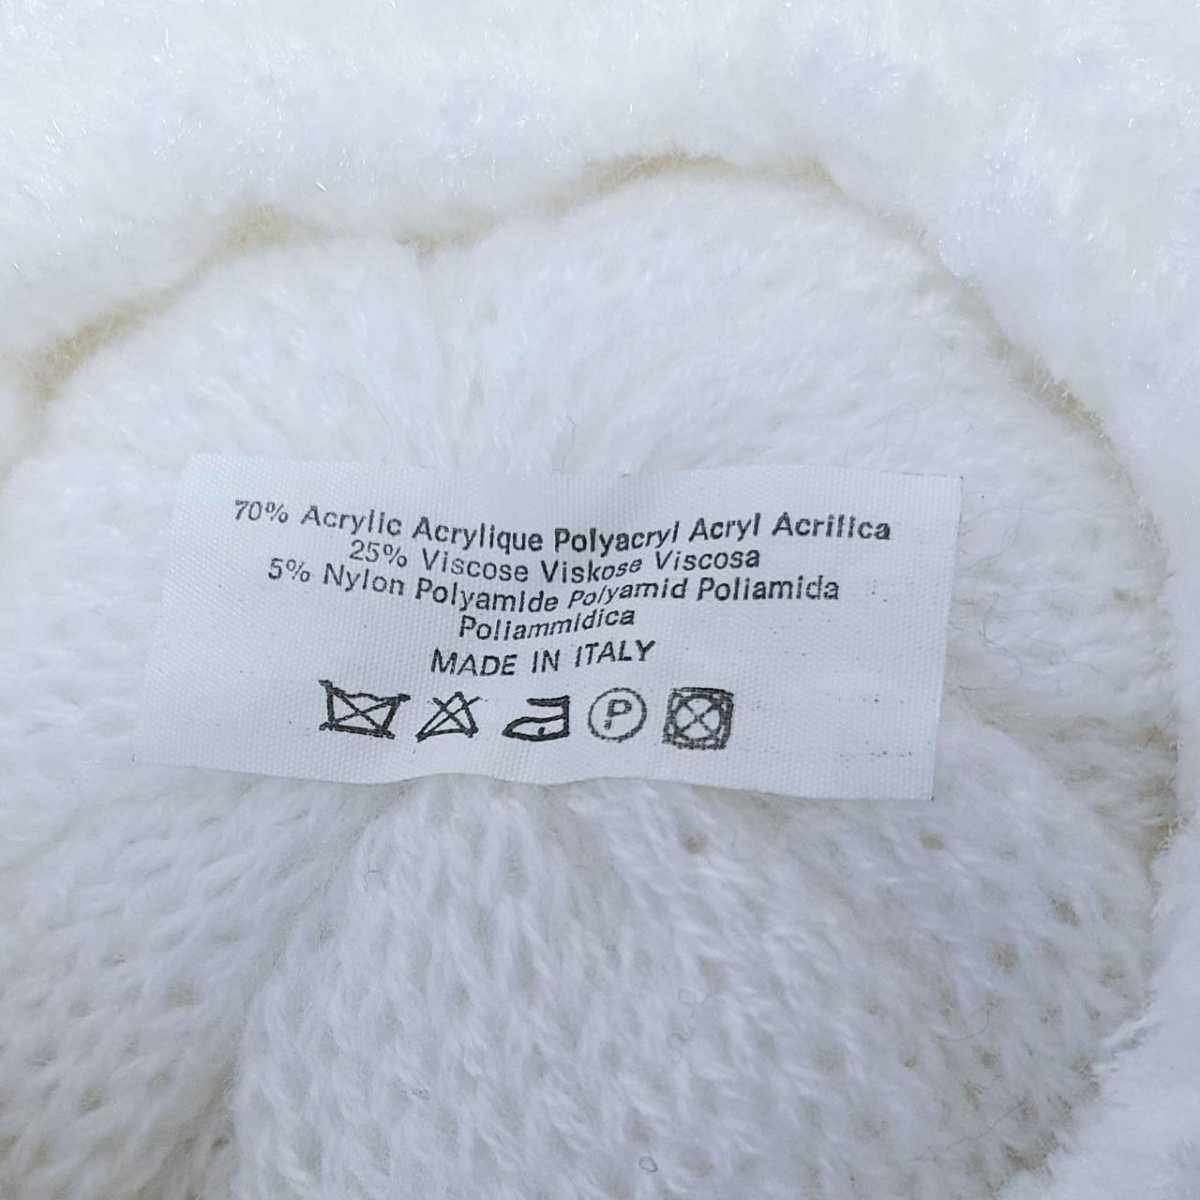 70% Acrylic Acrylique Polyacryl Acryl Acrilica
25% Viscose Viskose Viscosa
5% Nylon Polyamide Polyamid Poliamida
Poliammidica
MADE IN ITALY
P